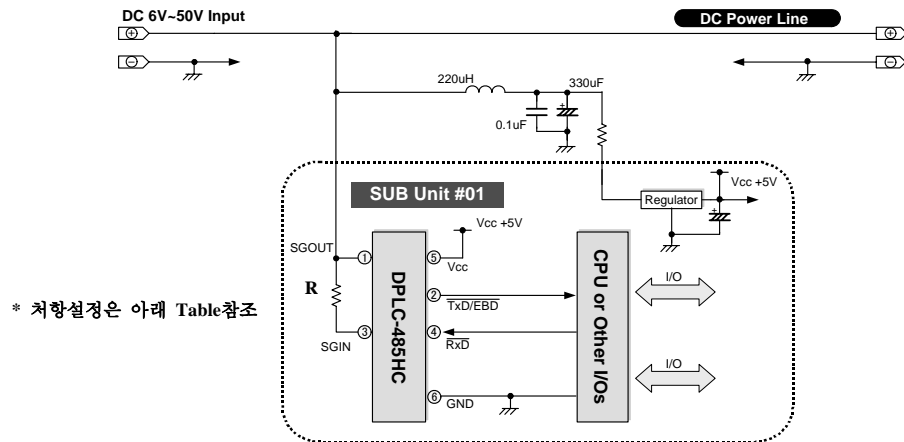 DC 6V~50V Input
DC Power Line
+
+
−
−
220uH
330uF
+
0.1uF
SUB Unit #01
Vcc +5V
Regulator
+
Vcc +5V
SGOUT
①
⑤
Vcc
R
DPLC-485HC
②
TxD/EBD
CPU or Other I/Os
I/O
* 처항설정은 아래 Table참조
③
④
SGIN
RxD
I/O
⑥
GND